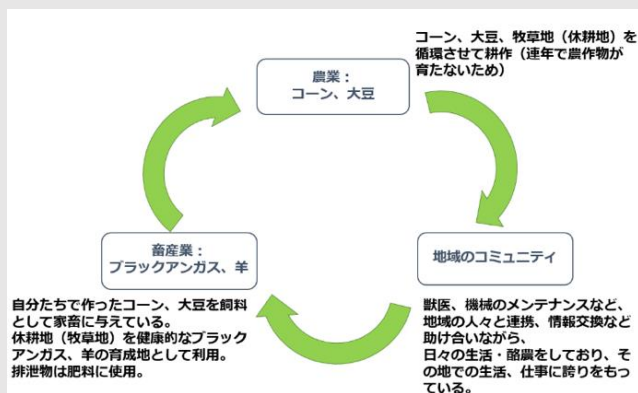 コーン、大豆、牧草地（休耕地）を
循環させて耕作（連年で農作物が
育たないため）
農業：
コーン、大豆
畜産業：
ブラックアンガス、羊
地域のコミュニティ
自分たちで作ったコーン、大豆を飼料
として家畜に与えている。
休耕地（牧草地）を健康的なブラック
アンガス、羊の育成地として利用。
排泄物は肥料に使用。
獣医、機械のメンテナンスなど、
地域の人々と連携、情報交換など
助け合いながら、
日々の生活・酪農をしており、そ
の地での生活、仕事に誇りをもっ
ている。